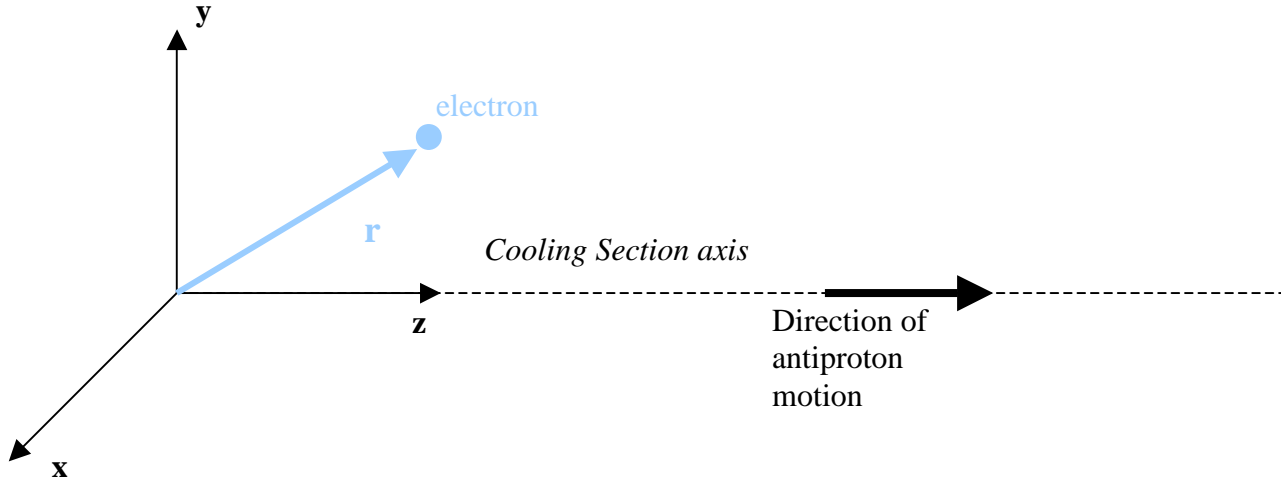 y
electron
r
Cooling Section axis
z
Direction of
antiproton
motion
x